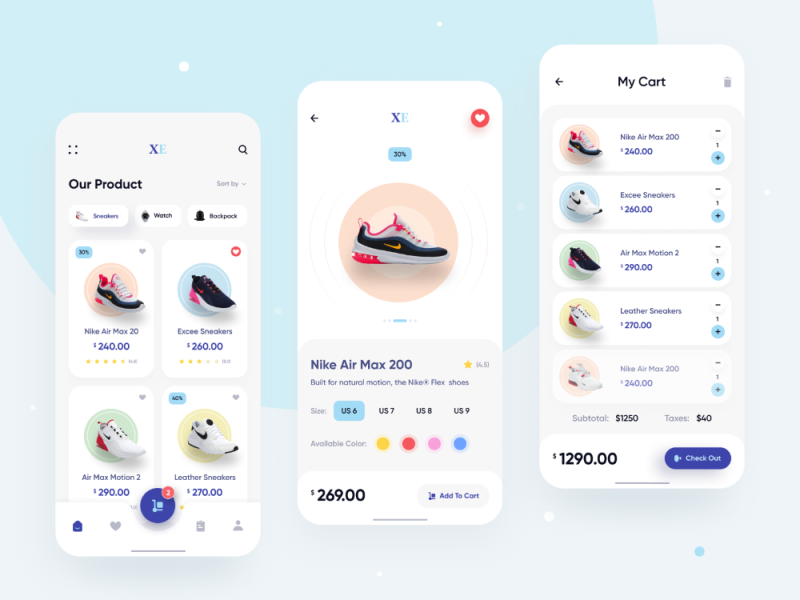 XE
Our Product
Sort by
Sneakers
Watch
Backpack
30%
Nike Air Max 20
$ 240.00
Excee Sneakers
$ 260.00
40%
Air Max Motion 2
$ 290.00
Leather Sneakers
$ 270.00
2
XE
30%
Nike Air Max 200
(4.5)
Built for natural motion, the Nike® Flex shoes
Size:
US 6
US 7
US 8
US 9
Available Color:
$ 269.00
Add To Cart
My Cart
Nike Air Max 200
$ 240.00
− 1 +
Excee Sneakers
$ 260.00
− 1 +
Air Max Motion 2
$ 290.00
− 1 +
Leather Sneakers
$ 270.00
− 1 +
Nike Air Max 200
$ 240.00
− 1 +
Subtotal: $1250
Taxes: $40
$ 1290.00
Check Out